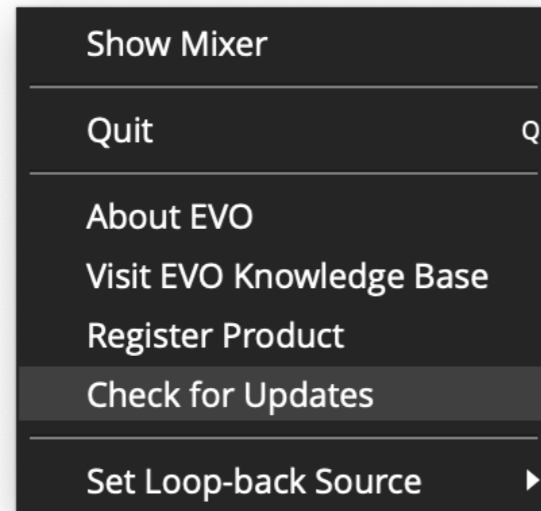 Show Mixer
Quit Q
About EVO
Visit EVO Knowledge Base
Register Product
Check for Updates
Set Loop-back Source